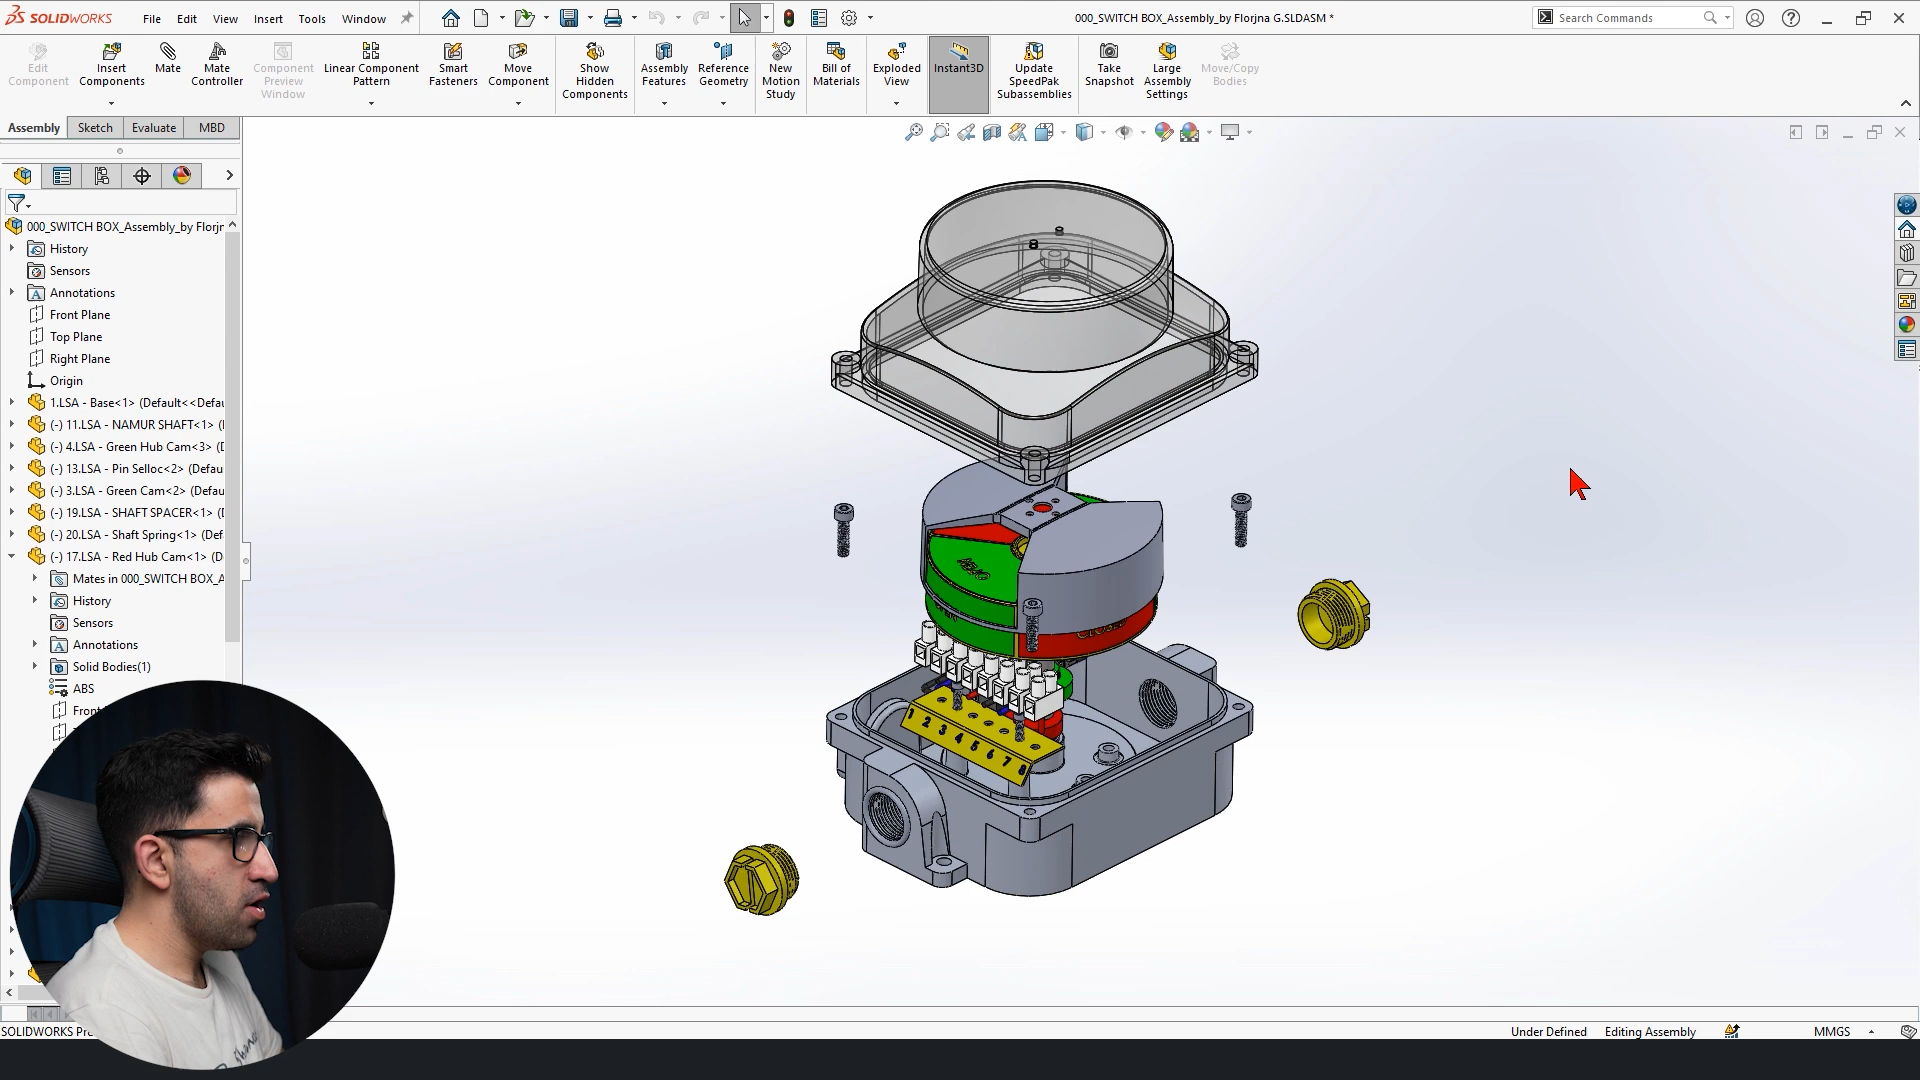 SOLIDWORKS File Edit View Insert Tools Window 000_SWITCH BOX_Assembly_by Florjna G.SLDASM * Search Commands
Edit Component
Insert Components
Mate
Mate Controller
Component Preview Window
Linear Component Pattern
Smart Fasteners
Move Component
Show Hidden Components
Assembly Features
Reference Geometry
New Motion Study
Bill of Materials
Exploded View
Instant3D
Update SpeedPak Subassemblies
Take Snapshot
Large Assembly Settings
Move/Copy Bodies
Assembly Sketch Evaluate MBD
000_SWITCH BOX_Assembly_by Florjn
History
Sensors
Annotations
Front Plane
Top Plane
Right Plane
Origin
1.LSA - Base<1> (Default<<Defau
(-) 11.LSA - NAMUR SHAFT<1> (
(-) 4.LSA - Green Hub Cam<3> (D
(-) 13.LSA - Pin Selloc<2> (Defau
(-) 3.LSA - Green Cam<2> (Defau
(-) 19.LSA - SHAFT SPACER<1> (
(-) 20.LSA - Shaft Spring<1> (Def
(-) 17.LSA - Red Hub Cam<1> (D
Mates in 000_SWITCH BOX_A
History
Sensors
Annotations
Solid Bodies(1)
ABS
Front
1 2 3 4 5 6 7 8
SOLIDWORKS Pre
Under Defined Editing Assembly MMGS